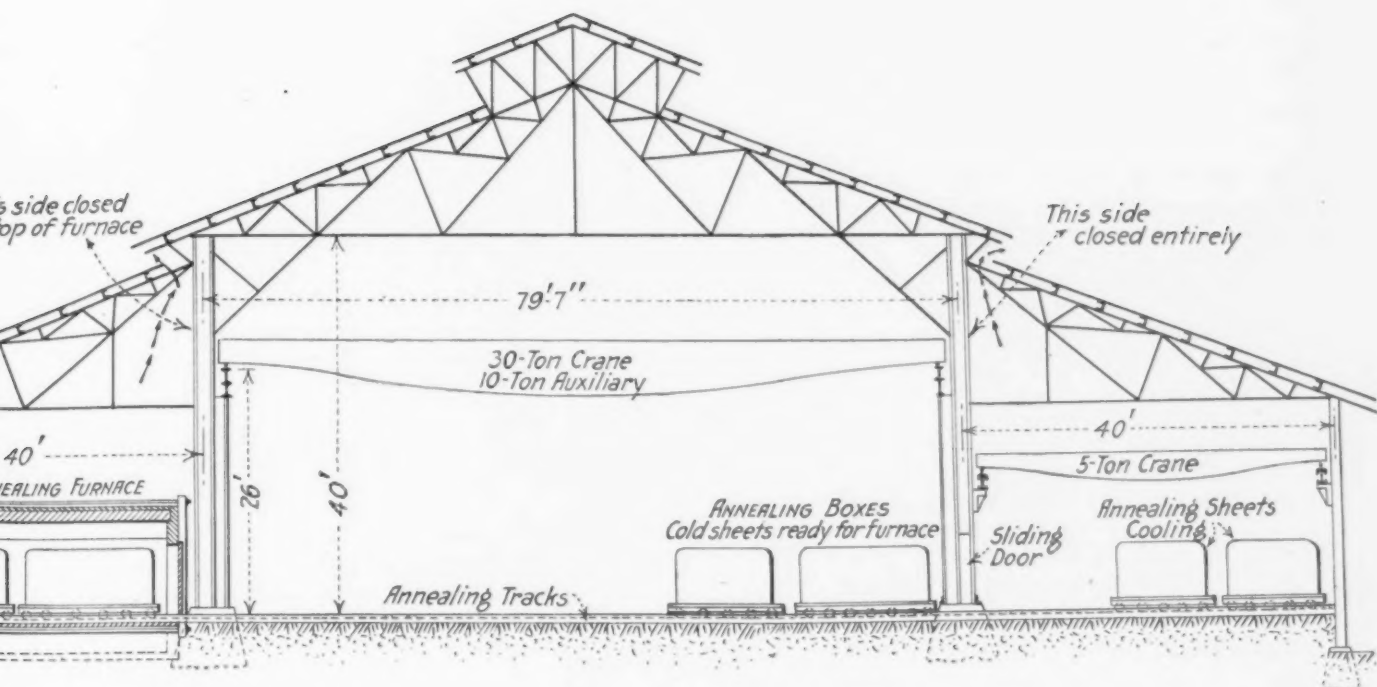 s side closed
op of furnace
This side
closed entirely
79'7"
30-Ton Crane
10-Ton Auxiliary
40'
40'
5-Ton Crane
EALING FURNACE
26'
40'
ANNEALING BOXES
Cold sheets ready for furnace
Annealing Sheets
Cooling
Sliding
Door
Annealing Tracks